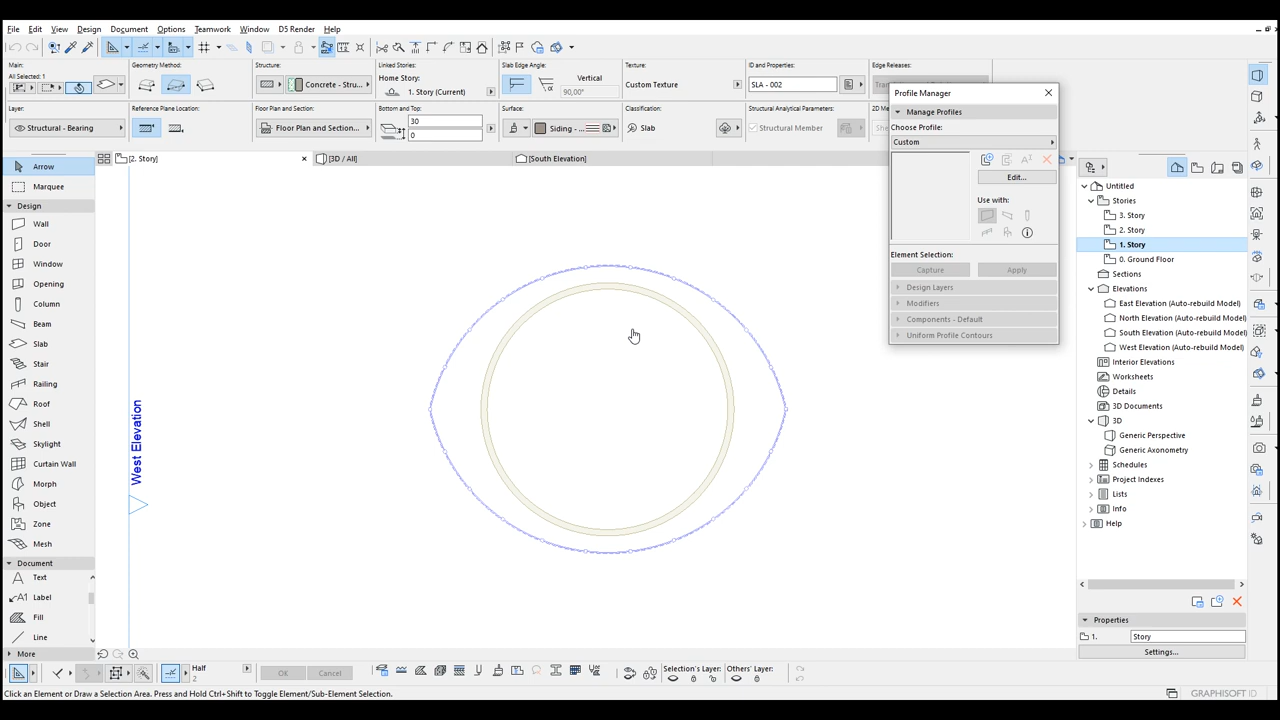 File Edit View Design Document Options Teamwork Window D5 Render Help
Main:
All Selected: 1
Geometry Method:
Structure:
Concrete - Stru...
Linked Stories:
Home Story:
1. Story (Current)
Slab Edge Angle:
Vertical
90,00°
Texture:
Custom Texture
ID and Properties:
SLA - 002
Edge Releases:
Layer:
Structural - Bearing
Reference Plane Location:
Floor Plan and Section:
Floor Plan and Section...
Bottom and Top:
30
0
Surface:
Siding - ...
Classification:
Slab
Structural Analytical Parameters:
Structural Member
[2. Story]
[3D / All]
[South Elevation]
Arrow
Marquee
Design
Wall
Door
Window
Opening
Column
Beam
Slab
Stair
Railing
Roof
Shell
Skylight
Curtain Wall
Morph
Object
Zone
Mesh
Document
Text
Label
Fill
Line
More
West Elevation
Profile Manager
Manage Profiles
Choose Profile:
Custom
Edit...
Use with:
Element Selection:
Capture
Apply
Design Layers
Modifiers
Components - Default
Uniform Profile Contours
Untitled
Stories
3. Story
2. Story
1. Story
0. Ground Floor
Sections
Elevations
East Elevation (Auto-rebuild Model)
North Elevation (Auto-rebuild Model)
South Elevation (Auto-rebuild Model)
West Elevation (Auto-rebuild Model)
Interior Elevations
Worksheets
Details
3D Documents
3D
Generic Perspective
Generic Axonometry
Schedules
Project Indexes
Lists
Info
Help
Properties
1.
Story
Settings...
Half
2
OK
Cancel
Selection's Layer:
Others' Layer:
Click an Element or Draw a Selection Area. Press and Hold Ctrl+Shift to Toggle Element/Sub-Element Selection.
GRAPHISOFT ID